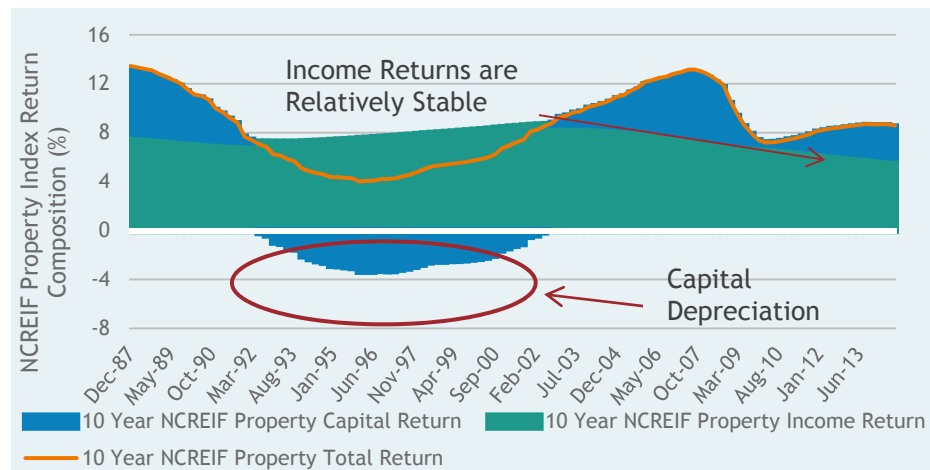 NCREIF Property Index Return
Composition (%)
16
12
8
4
0
-4
-8
Income Returns are
Relatively Stable
Capital
Depreciation
Dec-87
May-89
Oct-90
Mar-92
Aug-93
Jan-95
Jun-96
Nov-97
Apr-99
Sep-00
Feb-02
Jul-03
Dec-04
May-06
Oct-07
Mar-09
Aug-10
Jan-12
Jun-13
10 Year NCREIF Property Capital Return
10 Year NCREIF Property Income Return
10 Year NCREIF Property Total Return